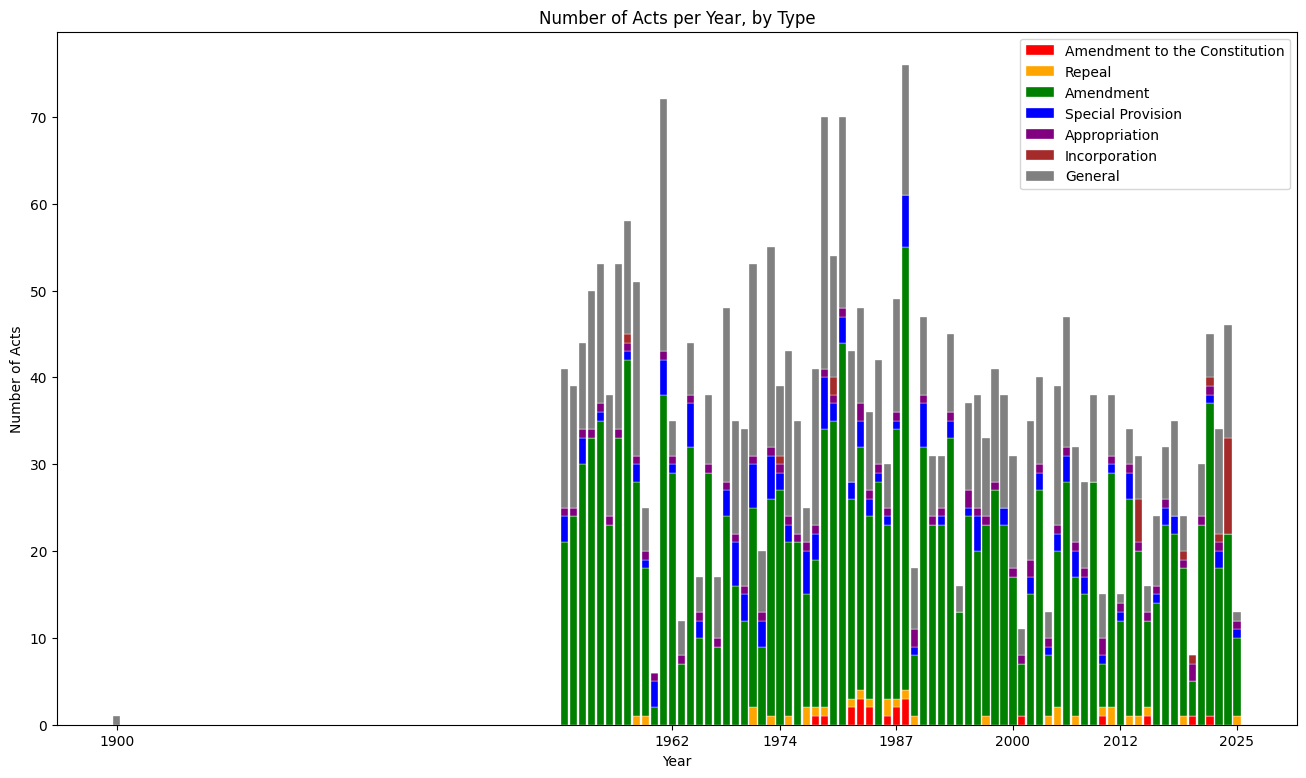 Number of Acts per Year, by Type
Amendment to the Constitution
Repeal
Amendment
Special Provision
Appropriation
Incorporation
General
Number of Acts
70
60
50
40
30
20
10
0
1900
1962
1974
1987
2000
2012
2025
Year